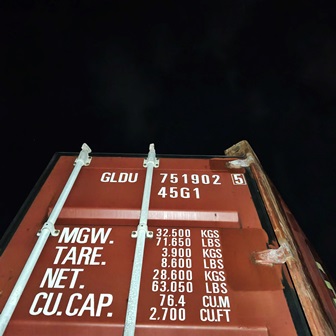 GLDU 751902 5
45G1
MGW. 32.500 KGS
71.650 LBS
TARE. 3.900 KGS
8.600 LBS
NET. 28.600 KGS
63.050 LBS
CU.CAP. 76.4 CU.M
2.700 CU.FT